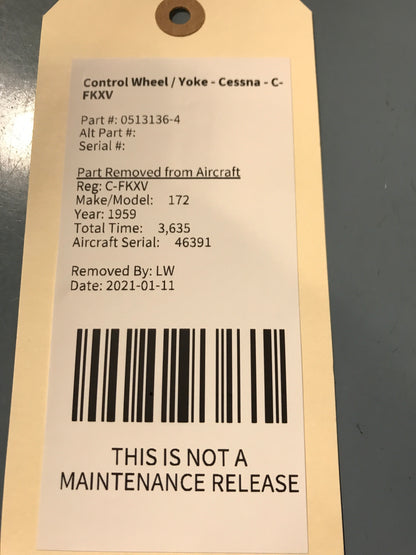 Control Wheel / Yoke - Cessna - C-
FKXV
Part #: 0513136-4
Alt Part #:
Serial #:
Part Removed from Aircraft
Reg: C-FKXV
Make/Model: 172
Year: 1959
Total Time: 3,635
Aircraft Serial: 46391
Removed By: LW
Date: 2021-01-11
THIS IS NOT A
MAINTENANCE RELEASE